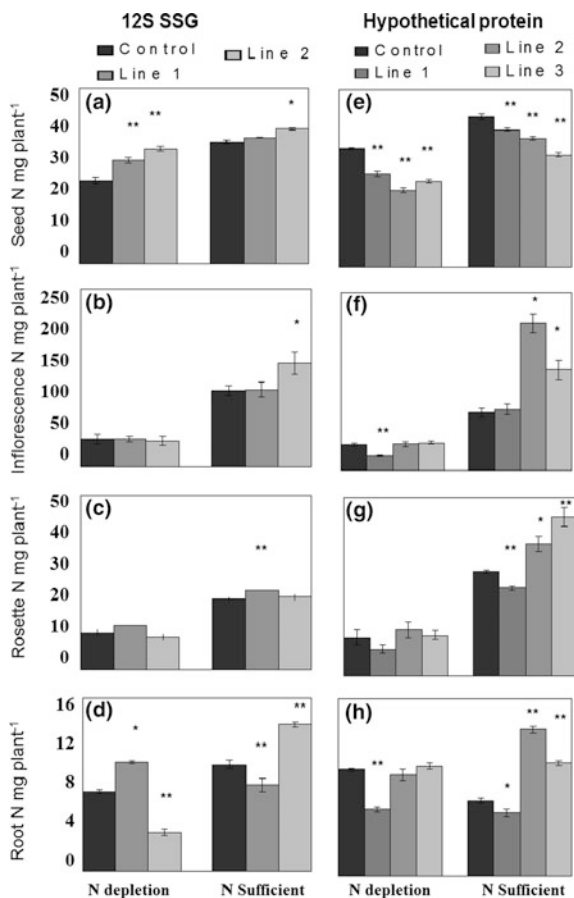 12S SSG
Hypothetical protein
Control
Line 2
Line 1
Control
Line 2
Line 1
Line 3
Seed N mg plant⁻¹
50
40
30
20
10
0
(a)
** **
*
(e)
** ** **
** ** **
Inflorescence N mg plant⁻¹
200
250
150
100
50
0
(b)
*
(f)
**
* *
Rosette N mg plant⁻¹
50
40
30
20
10
0
(c)
**
(g)
** * **
Root N mg plant⁻¹
16
12
8
4
0
(d)
* **
** **
(h)
**
* ** **
N depletion
N Sufficient
N depletion
N Sufficient